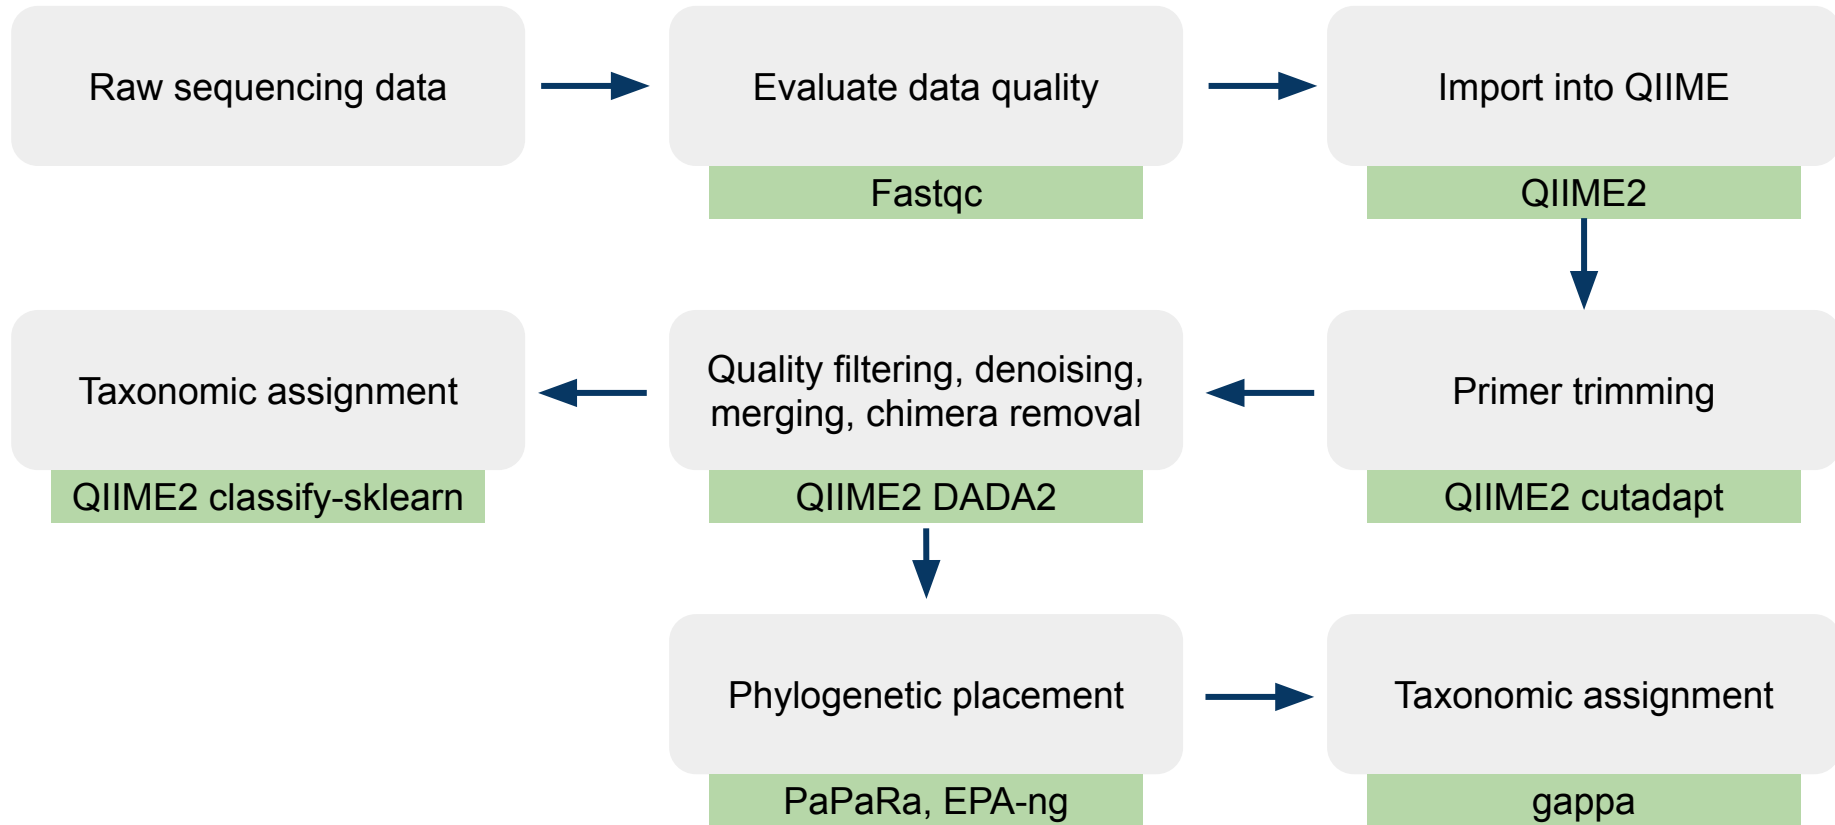 Raw sequencing data
Evaluate data quality
Import into QIIME
Fastqc
QIIME2
Taxonomic assignment
Quality filtering, denoising,
merging, chimera removal
Primer trimming
QIIME2 classify-sklearn
QIIME2 DADA2
QIIME2 cutadapt
Phylogenetic placement
Taxonomic assignment
PaPaRa, EPA-ng
gappa